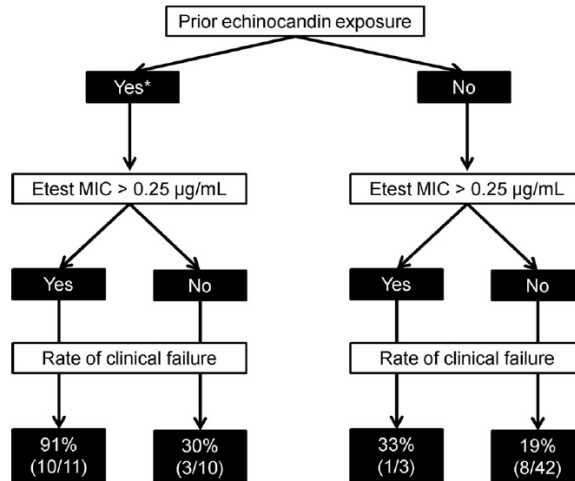 Prior echinocandin exposure
Yes*
No
Etest MIC > 0.25 µg/mL
Etest MIC > 0.25 µg/mL
Yes
No
Yes
No
Rate of clinical failure
Rate of clinical failure
91%
(10/11)
30%
(3/10)
33%
(1/3)
19%
(8/42)